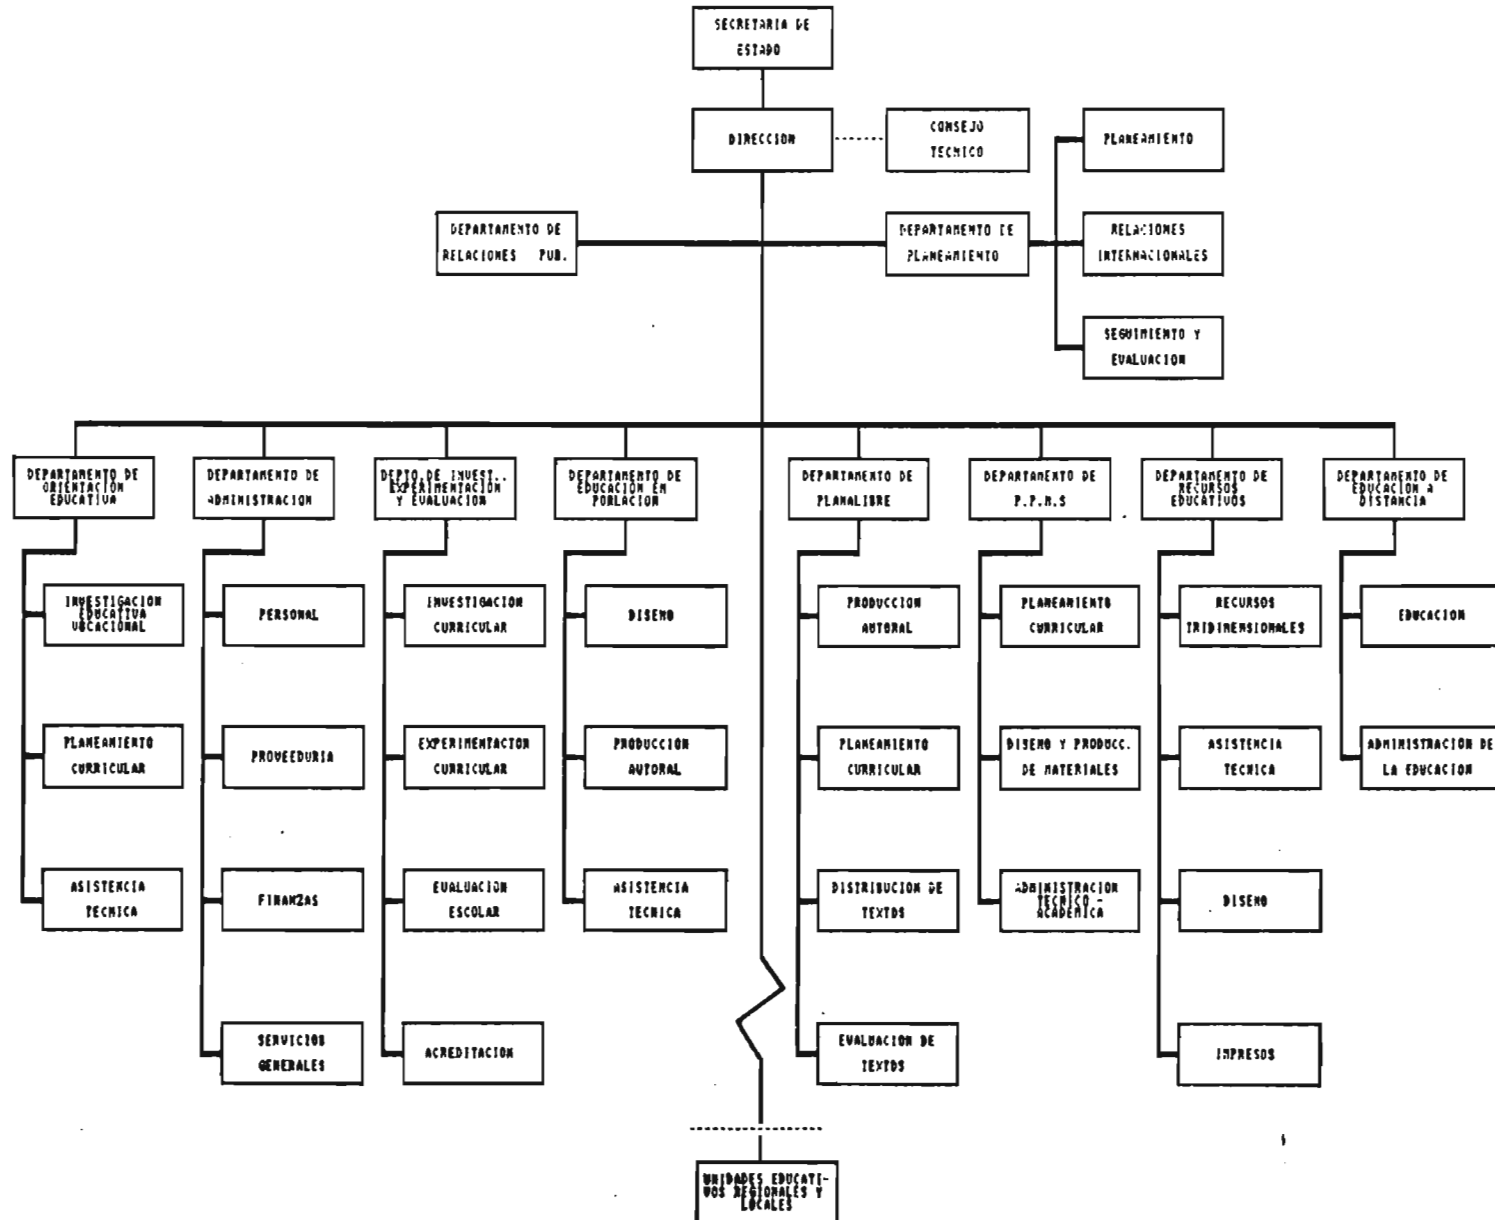 SECRETARIA DE
ESTADO
DIRECCION
CONSEJO
TECNICO
PLANEAMIENTO
DEPARTAMENTO DE
RELACIONES PUB.
DEPARTAMENTO DE
PLANEAMIENTO
RELACIONES
INTERNACIONALES
SEGUIMIENTO Y
EVALUACION
DEPARTAMENTO DE
ORIENTACION
EDUCATIVA
DEPARTAMENTO DE
ADMINISTRACION
DEPTO. DE INVEST..
EXPERIMENTACION
Y EVALUACION
DEPARTAMENTO DE
EDUCACION EN
POBLACION
DEPARTAMENTO DE
PLANALIBRE
DEPARTAMENTO DE
P.P.M.S
DEPARTAMENTO DE
RECURSOS
EDUCATIVOS
DEPARTAMENTO DE
EDUCACION A
DISTANCIA
INVESTIGACION
EDUCATIVA
VOCACIONAL
PERSONAL
INVESTIGACION
CURRICULAR
DISENO
PRODUCCION
AUTORAL
PLANEAMIENTO
CURRICULAR
RECURSOS
TRIDIMENSIONALES
EDUCACION
PLANEAMIENTO
CURRICULAR
PROVEEDURIA
EXPERIMENTACION
CURRICULAR
PRODUCCION
AUTORAL
PLANEAMIENTO
CURRICULAR
DISENO Y PRODUCC.
DE MATERIALES
ASISTENCIA
TECNICA
ADMINISTRACION DE
LA EDUCACION
ASISTENCIA
TECNICA
FINANZAS
EVALUACION
ESCOLAR
ASISTENCIA
TECNICA
DISTRIBUCION DE
TEXTOS
ADMINISTRACION
TECNICO -
ACADEMICA
DISENO
SERVICIOS
GENERALES
ACREDITACION
EVALUACION DE
TEXTOS
IMPRESOS
UNIDADES EDUCATI-
VOS REGIONALES Y
LOCALES